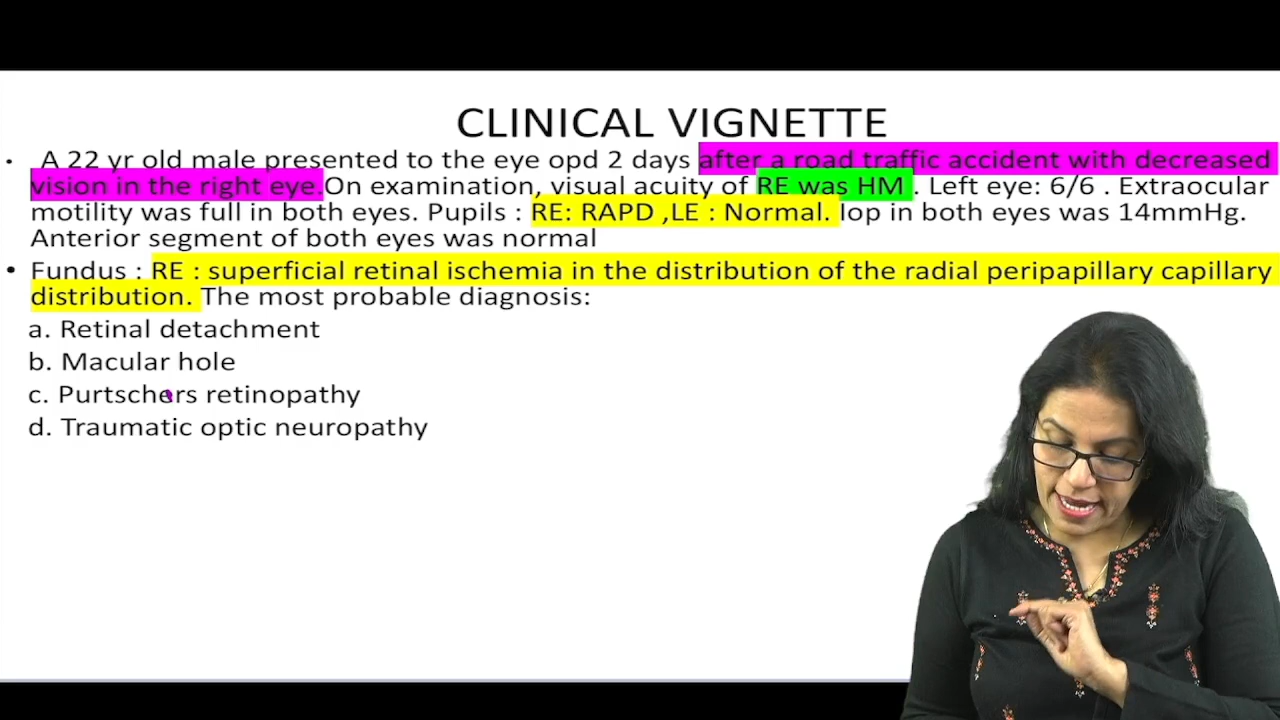 CLINICAL VIGNETTE
• A 22 yr old male presented to the eye opd 2 days after a road traffic accident with decreased
vision in the right eye.On examination, visual acuity of RE was HM . Left eye: 6/6 . Extraocular
motility was full in both eyes. Pupils : RE: RAPD ,LE : Normal. Iop in both eyes was 14mmHg.
Anterior segment of both eyes was normal
• Fundus : RE : superficial retinal ischemia in the distribution of the radial peripapillary capillary
distribution. The most probable diagnosis:
a. Retinal detachment
b. Macular hole
c. Purtschers retinopathy
d. Traumatic optic neuropathy